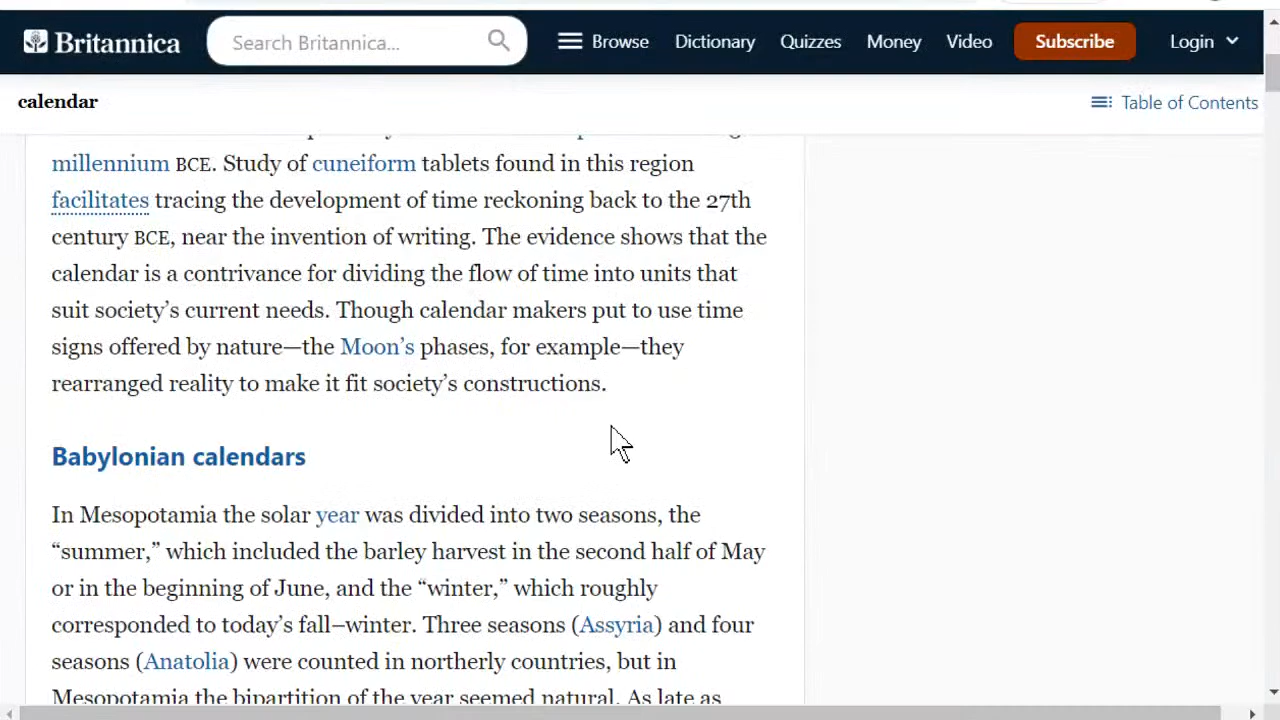 Britannica
Search Britannica...
Browse
Dictionary
Quizzes
Money
Video
Subscribe
Login
calendar
Table of Contents
millennium BCE. Study of cuneiform tablets found in this region
facilitates tracing the development of time reckoning back to the 27th
century BCE, near the invention of writing. The evidence shows that the
calendar is a contrivance for dividing the flow of time into units that
suit society’s current needs. Though calendar makers put to use time
signs offered by nature—the Moon’s phases, for example—they
rearranged reality to make it fit society’s constructions.
Babylonian calendars
In Mesopotamia the solar year was divided into two seasons, the
“summer,” which included the barley harvest in the second half of May
or in the beginning of June, and the “winter,” which roughly
corresponded to today’s fall–winter. Three seasons (Assyria) and four
seasons (Anatolia) were counted in northerly countries, but in
Mesopotamia the bipartition of the year seemed natural. As late as